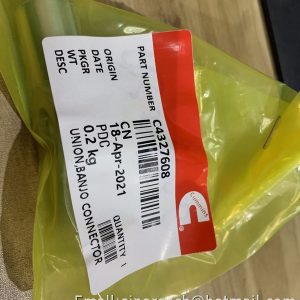 PART NUMBER C4327608
ORIGIN CN
DATE 18-Apr-2021
PKGR PDC QUANTITY 1
WT 0.2 kg
DESC UNION,BANJO CONNECTOR
Cummins